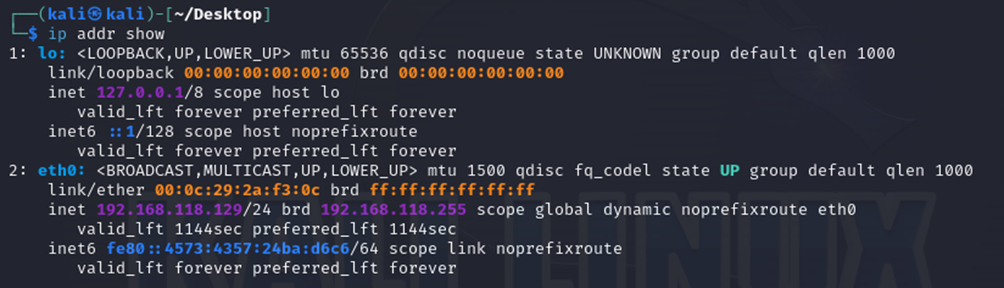 ┌──(kali㉿kali)-[~/Desktop]
└─$ ip addr show
1: lo: <LOOPBACK,UP,LOWER_UP> mtu 65536 qdisc noqueue state UNKNOWN group default qlen 1000
    link/loopback 00:00:00:00:00:00 brd 00:00:00:00:00:00
    inet 127.0.0.1/8 scope host lo
       valid_lft forever preferred_lft forever
    inet6 ::1/128 scope host noprefixroute
       valid_lft forever preferred_lft forever
2: eth0: <BROADCAST,MULTICAST,UP,LOWER_UP> mtu 1500 qdisc fq_codel state UP group default qlen 1000
    link/ether 00:0c:29:2a:f3:0c brd ff:ff:ff:ff:ff:ff
    inet 192.168.118.129/24 brd 192.168.118.255 scope global dynamic noprefixroute eth0
       valid_lft 1144sec preferred_lft 1144sec
    inet6 fe80::4573:4357:24ba:d6c6/64 scope link noprefixroute
       valid_lft forever preferred_lft forever
KALI LINUX